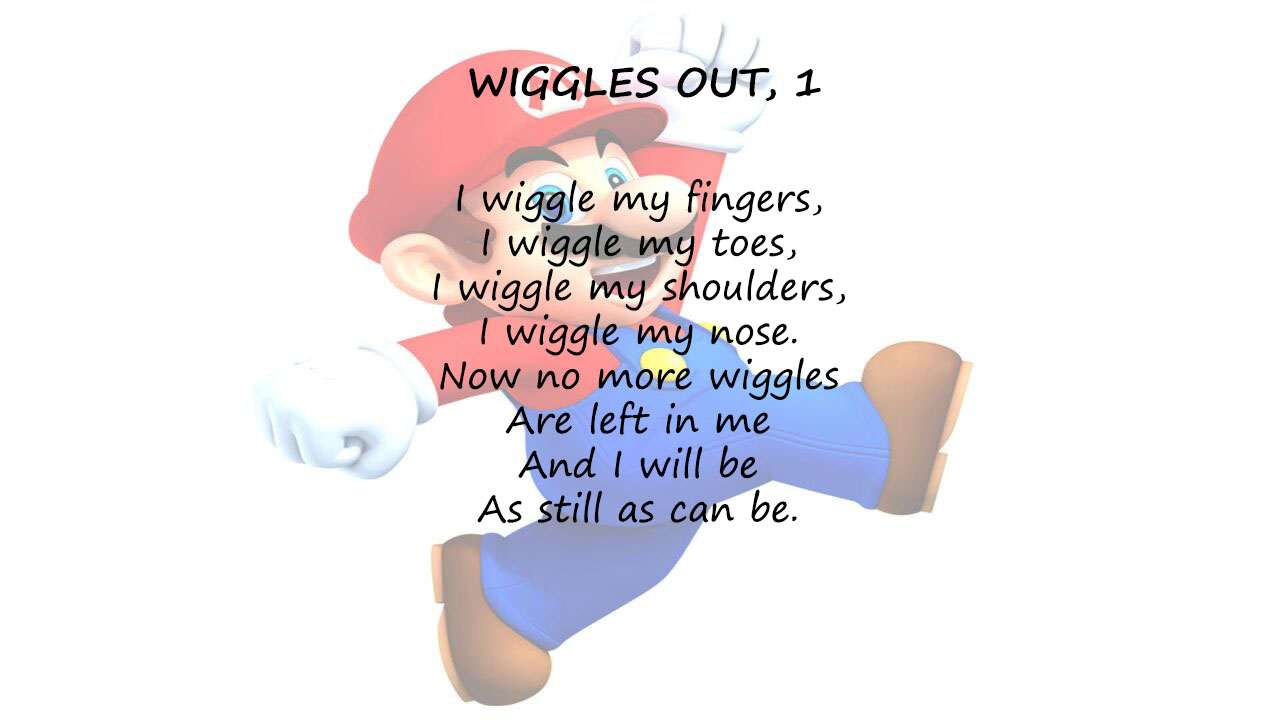 WIGGLES OUT, 1
I wiggle my fingers,
I wiggle my toes,
I wiggle my shoulders,
I wiggle my nose.
Now no more wiggles
Are left in me
And I will be
As still as can be.